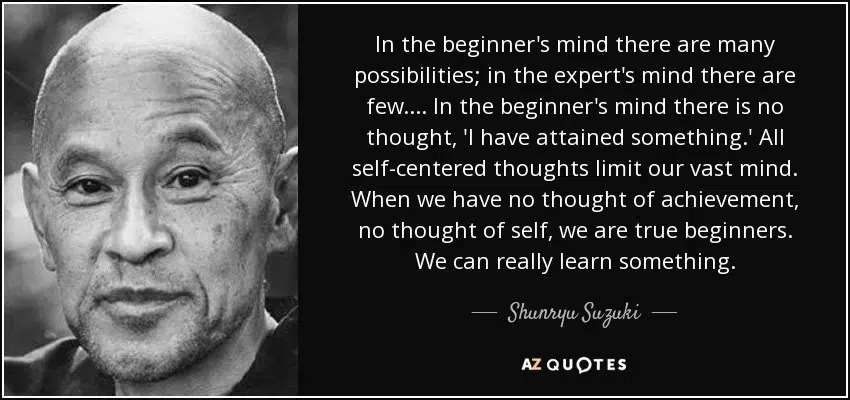 In the beginner's mind there are many
possibilities; in the expert's mind there are
few.... In the beginner's mind there is no
thought, 'I have attained something.' All
self-centered thoughts limit our vast mind.
When we have no thought of achievement,
no thought of self, we are true beginners.
We can really learn something.
Shunryu Suzuki
AZ QUOTES